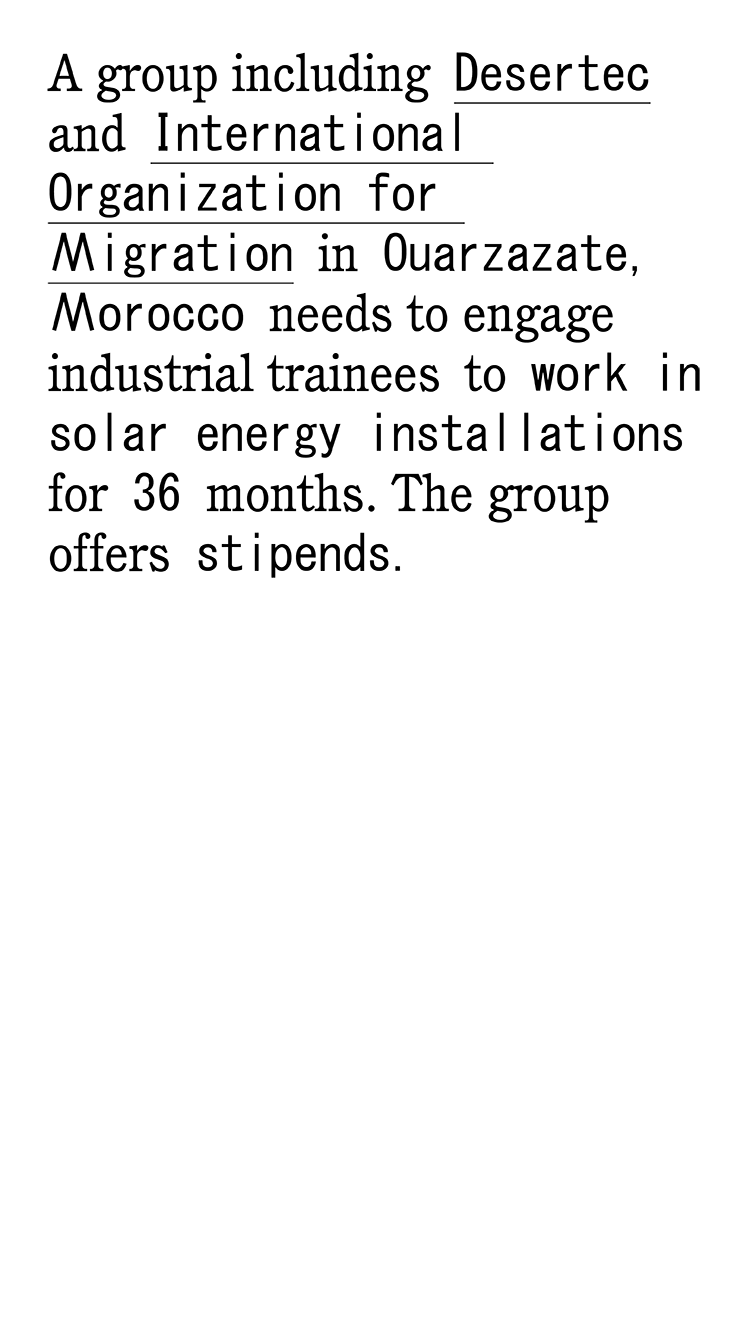 A group including Desertec
and International
Organization for
Migration in Ouarzazate,
Morocco needs to engage
industrial trainees to work in
solar energy installations
for 36 months. The group
offers stipends.